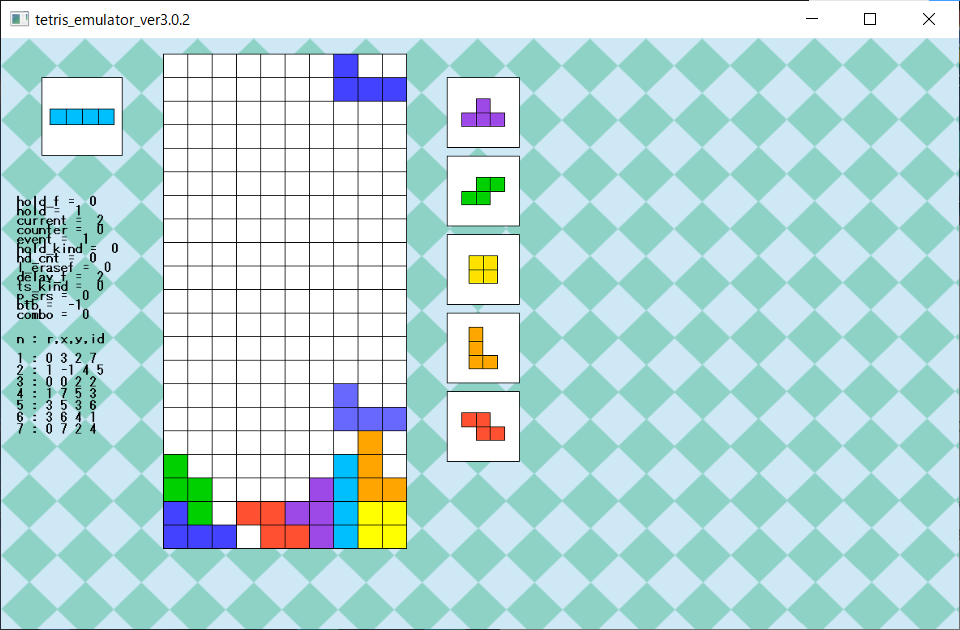 tetris_emulator_ver3.0.2
hold_f = 0
hold = 1
current = 2
counter = 0
event = 1
hold_kind = 0
hd_cnt = 0
l_erasef = 0
delay_f = 2
ts_kind = 0
p_srs = 0
btb = -1
combo = 0
n : r,x,y,id
1 : 0 3 2 7
2 : 1 -1 4 5
3 : 0 0 2 2
4 : 1 7 5 3
5 : 3 5 3 6
6 : 3 6 4 1
7 : 0 7 2 4